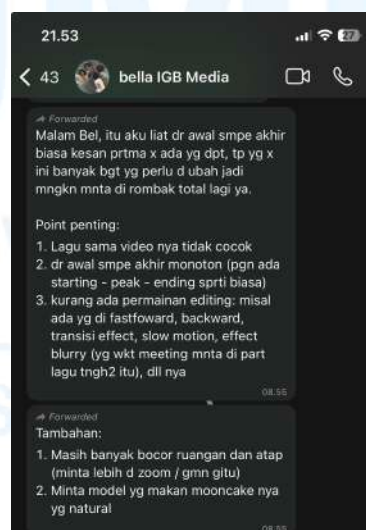 21.53
27
43 bella IGB Media
Forwarded
Malam Bel, itu aku liat dr awal smpe akhir
biasa kesan prtma x ada yg dpt, tp yg x
ini banyak bgt yg perlu d ubah jadi
mngkn mnta di rombak total lagi ya.
Point penting:
1. Lagu sama video nya tidak cocok
2. dr awal smpe akhir monoton (pgn ada
starting - peak - ending sprti biasa)
3. kurang ada permainan editing: misal
ada yg di fastfoward, backward,
transisi effect, slow motion, effect
blurry (yg wkt meeting mnta di part
lagu tngh2 itu), dll nya
08.55
Forwarded
Tambahan:
1. Masih banyak bocor ruangan dan atap
(minta lebih d zoom / gmn gitu)
2. Minta model yg makan mooncake nya
yg natural
08.55